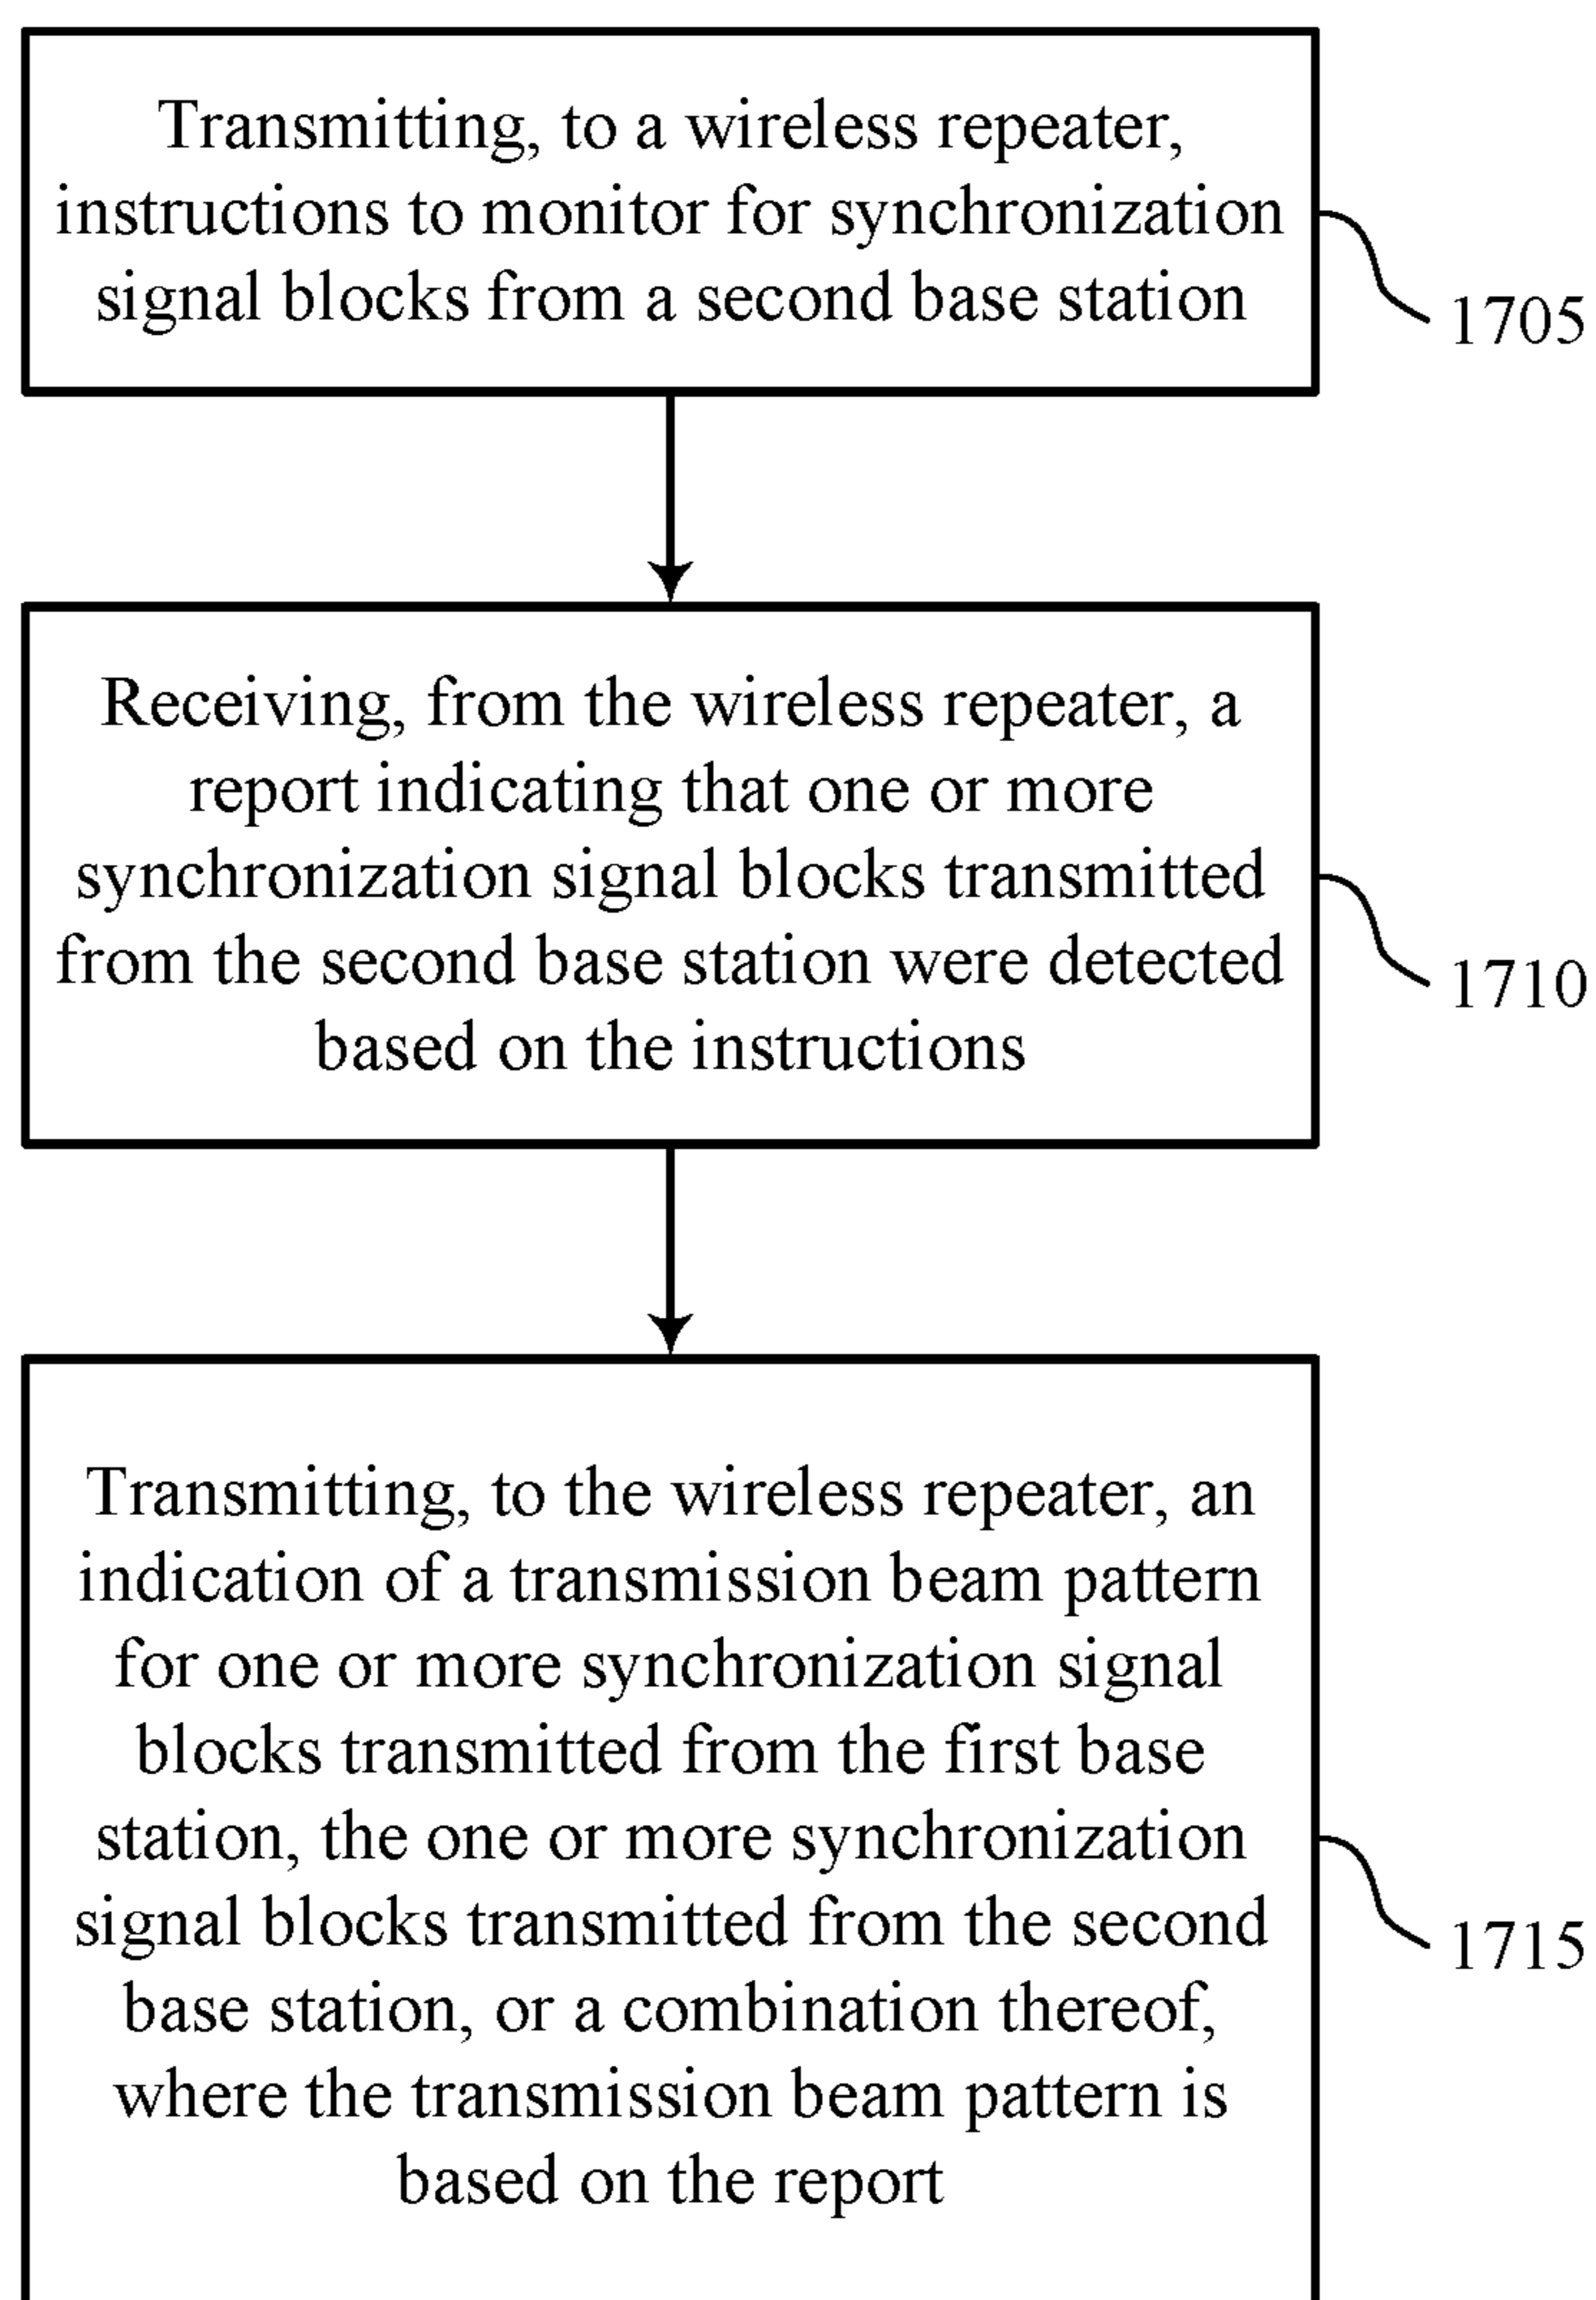 Transmitting, to a wireless repeater,
instructions to monitor for synchronization
signal blocks from a second base station
1705
Receiving, from the wireless repeater, a
report indicating that one or more
synchronization signal blocks transmitted
from the second base station were detected
based on the instructions
1710
Transmitting, to the wireless repeater, an
indication of a transmission beam pattern
for one or more synchronization signal
blocks transmitted from the first base
station, the one or more synchronization
signal blocks transmitted from the second
base station, or a combination thereof,
where the transmission beam pattern is
based on the report
1715